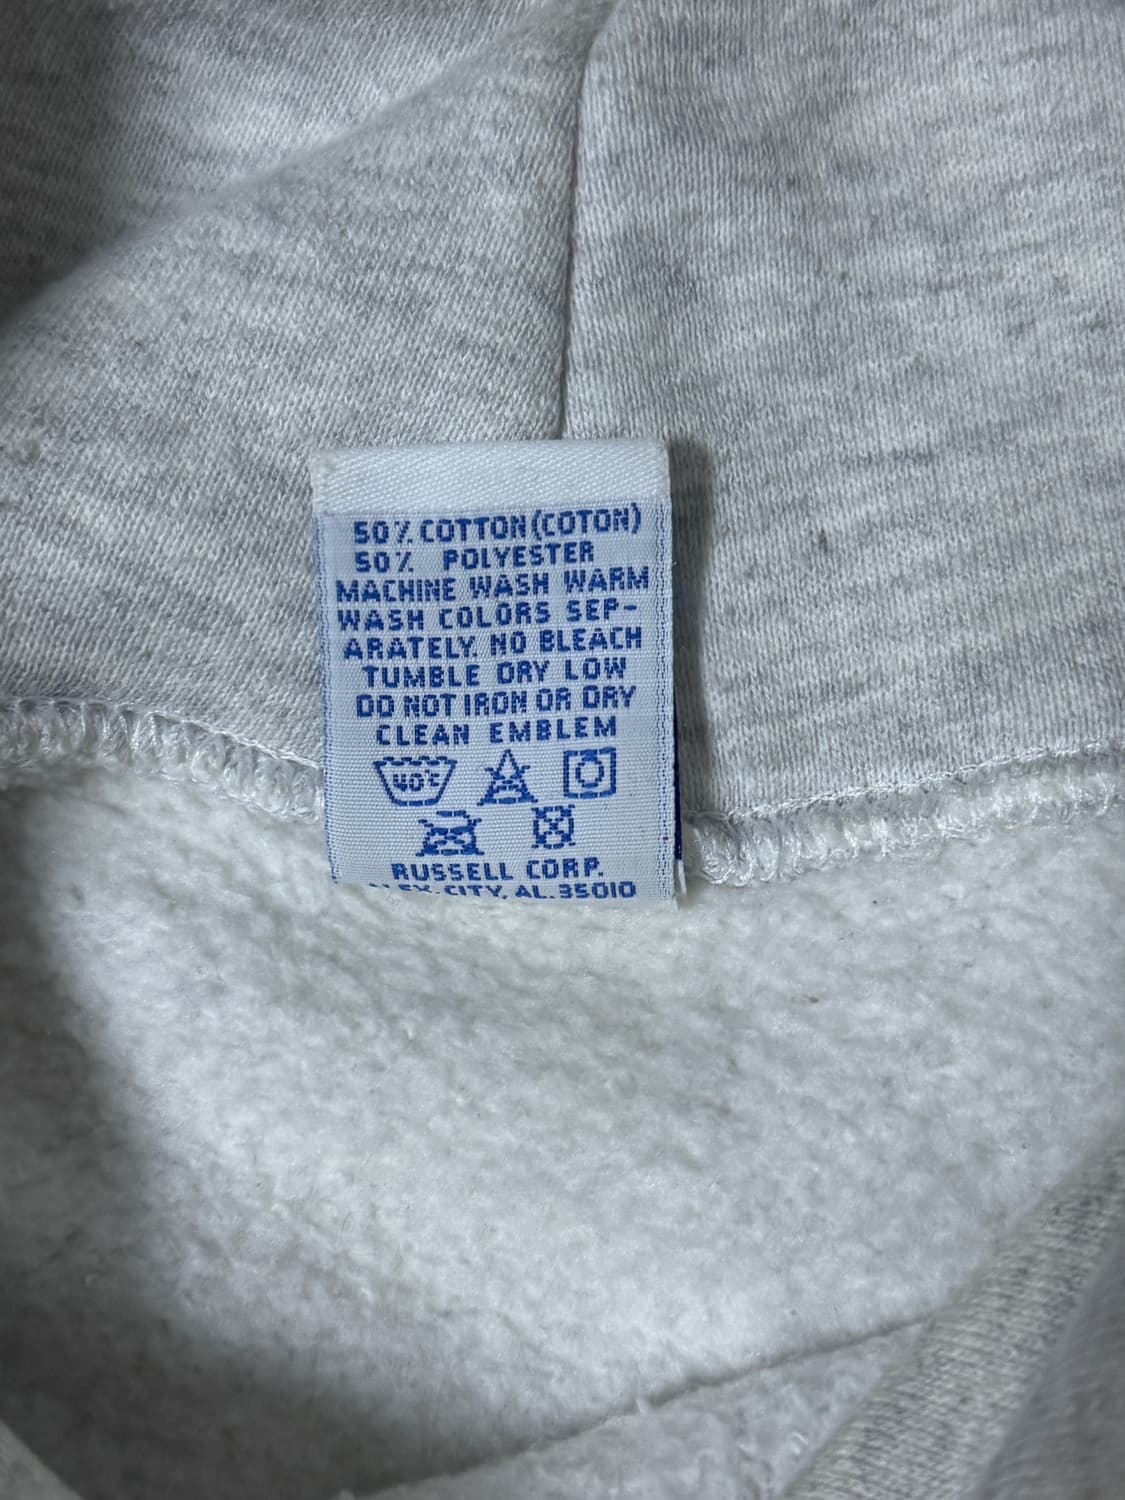 50% COTTON (COTON)
50% POLYESTER
MACHINE WASH WARM
WASH COLORS SEP-
ARATELY. NO BLEACH
TUMBLE DRY LOW
DO NOT IRON OR DRY
CLEAN EMBLEM
40°C
RUSSELL CORP.
ALEX. CITY, AL. 35010